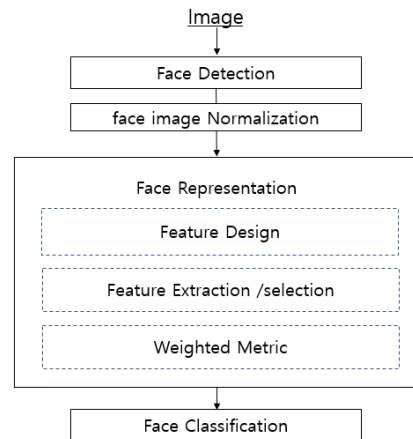 Image
Face Detection
face image Normalization
Face Representation
Feature Design
Feature Extraction /selection
Weighted Metric
Face Classification